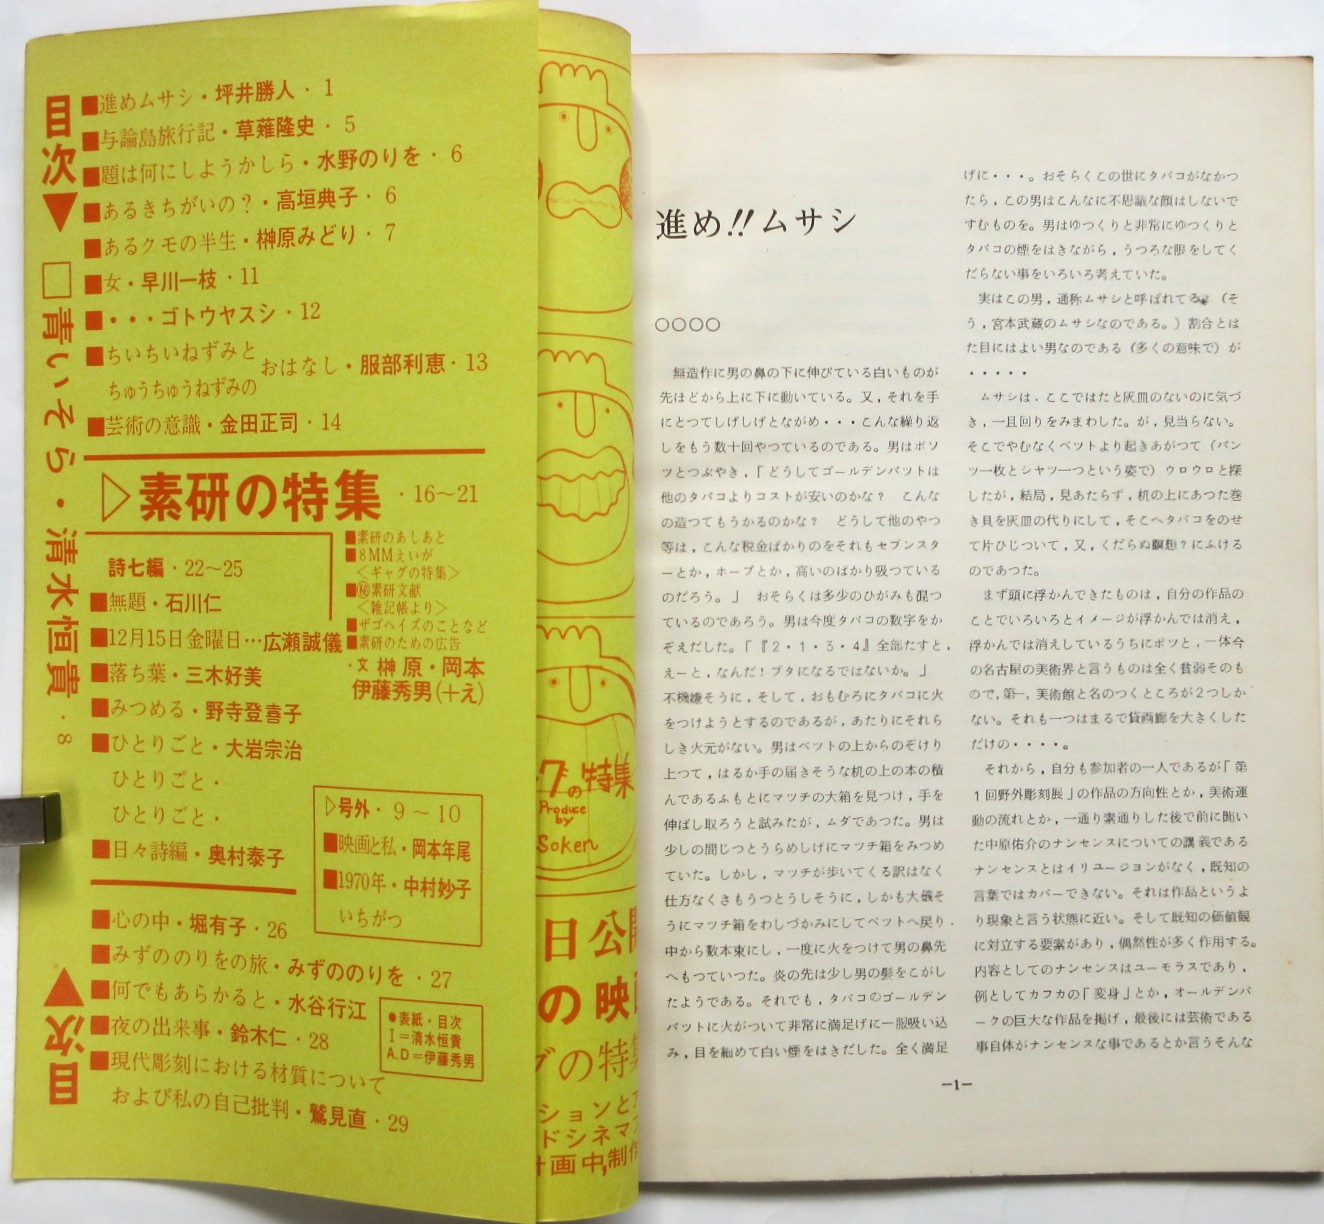 目次▼
□青いそら・清水恒貴・8
■進めムサシ・坪井勝人・1
■与論島旅行記・草薙隆史・5
■題は何にしようかしら・水野のりを・6
■あるきちがいの？・高垣典子・6
■あるクモの半生・榊原みどり・7
■女・早川一枝・11
■・・・ゴトウヤスシ・12
■ちいちいねずみと
ちゅうちゅうねずみの
おはなし・服部利恵・13
■芸術の意識・金田正司・14
▷素研の特集・16～21
■素研のあしあと
■8MMえいが
＜ギャグの特集＞
■㊙素研文献
＜雑記帳より＞
■ザゴヘイズのことなど
■素研のための広告
・文 榊原・岡本
伊藤秀男(十え)
詩七編・22～25
■無題・石川仁
■12月15日金曜日…広瀬誠儀
■落ち葉・三木好美
■みつめる・野寺登喜子
■ひとりごと・大岩宗治
ひとりごと・
ひとりごと・
■日々詩編・奥村泰子
▷号外・9～10
■映画と私・岡本年尾
■1970年・中村妙子
いちがつ
■心の中・堀有子・26
■みずののりをの旅・みずののりを・27
■何でもあらかると・水谷行江
■夜の出来事・鈴木仁・28
■現代彫刻における材質について
および私の自己批判・鷲見直・29
●表紙・目次
I＝清水恒貴
A.D＝伊藤秀男
▲目次
グの特集
Produce
by
Soken
日公開
の映
グの特集
ションと
ドシネマ
計画中,制作
進め!!ムサシ
○○○○
無造作に男の鼻の下に伸びている白いものが
先ほどから上に下に動いている。又，それを手
にとつてしげしげとながめ・・・こんな繰り返
しをもう数十回やつているのである。男はボソ
ツとつぶやき，「どうしてゴールデンバットは
他のタバコよりコストが安いのかな？　こんな
の造つてもうかるのかな？　どうして他のやつ
等は，こんな税金ばかりのをそれもセブンスタ
ーとか，ホープとか，高いのばかり吸つている
のだろう。」　おそらくは多少のひがみも混つ
ているのであろう。男は今度タバコの数字をか
ぞえだした。「『2・1・3・4』全部たすと，
えーと，なんだ！ブタになるではないか。」
不機嫌そうに，そして，おもむろにタバコに火
をつけようとするのであるが，あたりにそれら
しき火元がない。男はベツトの上からのぞけり
上つて，はるか手の届きそうな机の上の本の積
んであるふもとにマツチの大箱を見つけ，手を
伸ばし取ろうと試みたが，ムダであつた。男は
少しの間じつとうらめしげにマツチ箱をみつめ
ていた。しかし，マツチが歩いてくる訳はなく
仕方なくさもうつとうしそうに，しかも大儀そ
うにマツチ箱をわしづかみにしてベットへ戻り，
中から数本束にし，一度に火をつけて男の鼻先
へもつていつた。炎の先は少し男の髪をこがし
たようである。それでも，タバコのゴールデン
バットに火がついて非常に満足げに一服吸い込
み，目を細めて白い煙をはきだした。全く満足
げに・・・。おそらくこの世にタバコがなかつ
たら，この男はこんなに不思議な顔はしないで
すむものを。男はゆつくりと非常にゆつくりと
タバコの煙をはきながら，うつろな眼をしてく
だらない事をいろいろ考えていた。
実はこの男，通称ムサシと呼ばれてる。（そ
う，宮本武蔵のムサシなのである。）割合とは
た目にはよい男なのである（多くの意味で）が
・・・・・
ムサシは，ここではたと灰皿のないのに気づ
き，一且回りをみまわした。が，見当らない。
そこでやむなくベツトより起きあがつて（パン
ツ一枚とシャツ一つという姿で）ウロウロと探
したが，結局，見あたらず，机の上にあつた巻
き貝を灰皿の代りにして，そこへタバコをのせ
て片ひじついて，又，くだらぬ瞑想？にふける
のであつた。
まず頭に浮かんできたものは，自分の作品の
ことでいろいろとイメージが浮かんでは消え，
浮かんでは消えしているうちにボツと，一体今
の名古屋の美術界と言うものは全く貧弱そのも
ので，第一，美術館と名のつくところが2つしか
ない。それも一つはまるで貸画廊を大きくした
だけの・・・・。
それから，自分も参加者の一人であるが「第
1回野外彫刻展」の作品の方向性とか，美術運
動の流れとか，一通り素通りした後で前に聞い
た中原佑介のナンセンスについての講義である
ナンセンスとはイリユージョンがなく，既知の
言葉ではカバーできない。それは作品というよ
り現象と言う状態に近い。そして既知の価値観
に対立する要素があり，偶然性が多く作用する。
内容としてのナンセンスはユーモラスであり，
例としてカフカの「変身」とか，オールデンバ
ークの巨大な作品を掲げ，最後には芸術である
事自体がナンセンスな事であるとか言うそんな
—1—